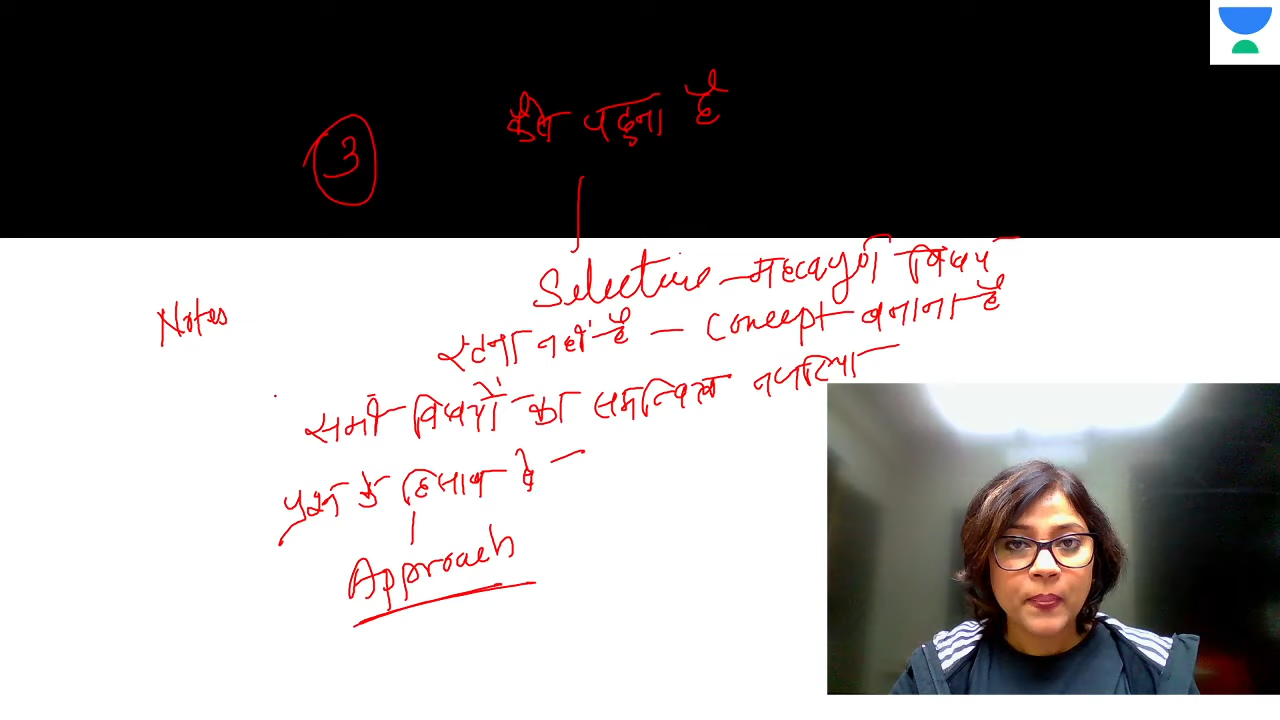 3
कैसे पढ़ना है
Selective - महत्वपूर्ण विषय
Notes
रटना नहीं है - Concept बनाना है
सभी विषयों का समन्वित नजरिया
प्रश्न के हिसाब से -
Approach